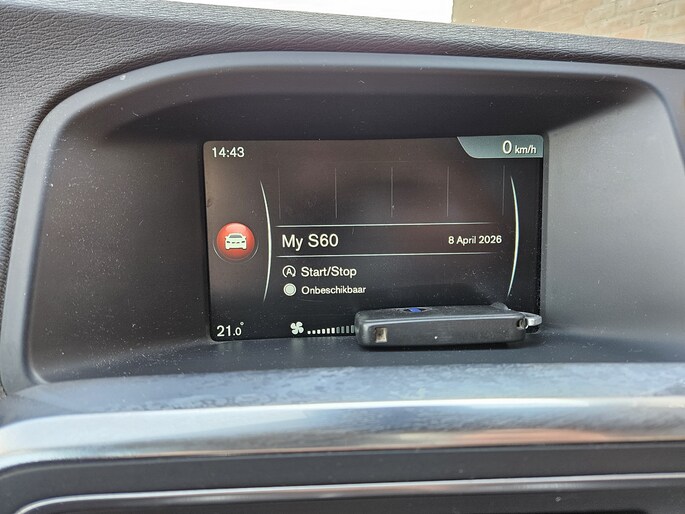 14:43
0 km/h
My S60
8 April 2026
Start/Stop
Onbeschikbaar
21.0°